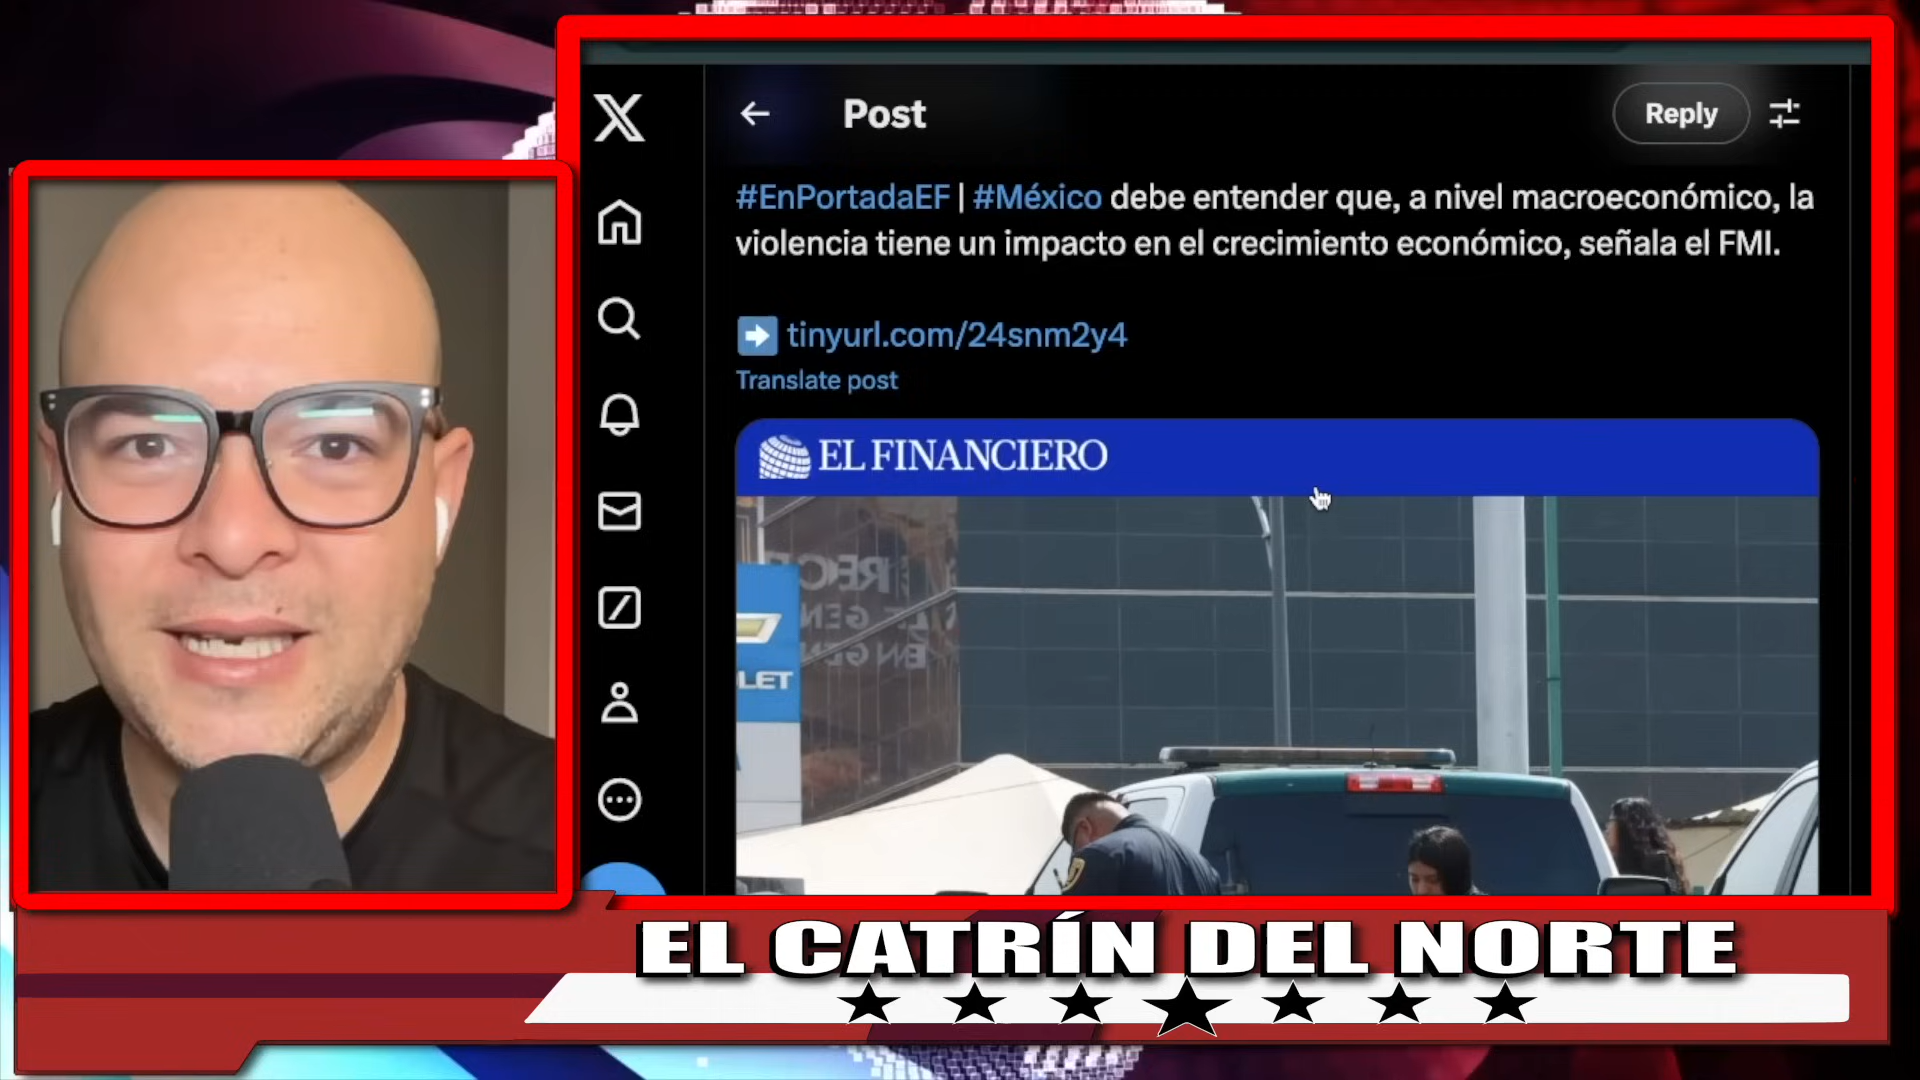 Post
Reply
#EnPortadaEF | #México debe entender que, a nivel macroeconómico, la
violencia tiene un impacto en el crecimiento económico, señala el FMI.
tinyurl.com/24snm2y4
Translate post
EL FINANCIERO
LET
EL CATRÍN DEL NORTE